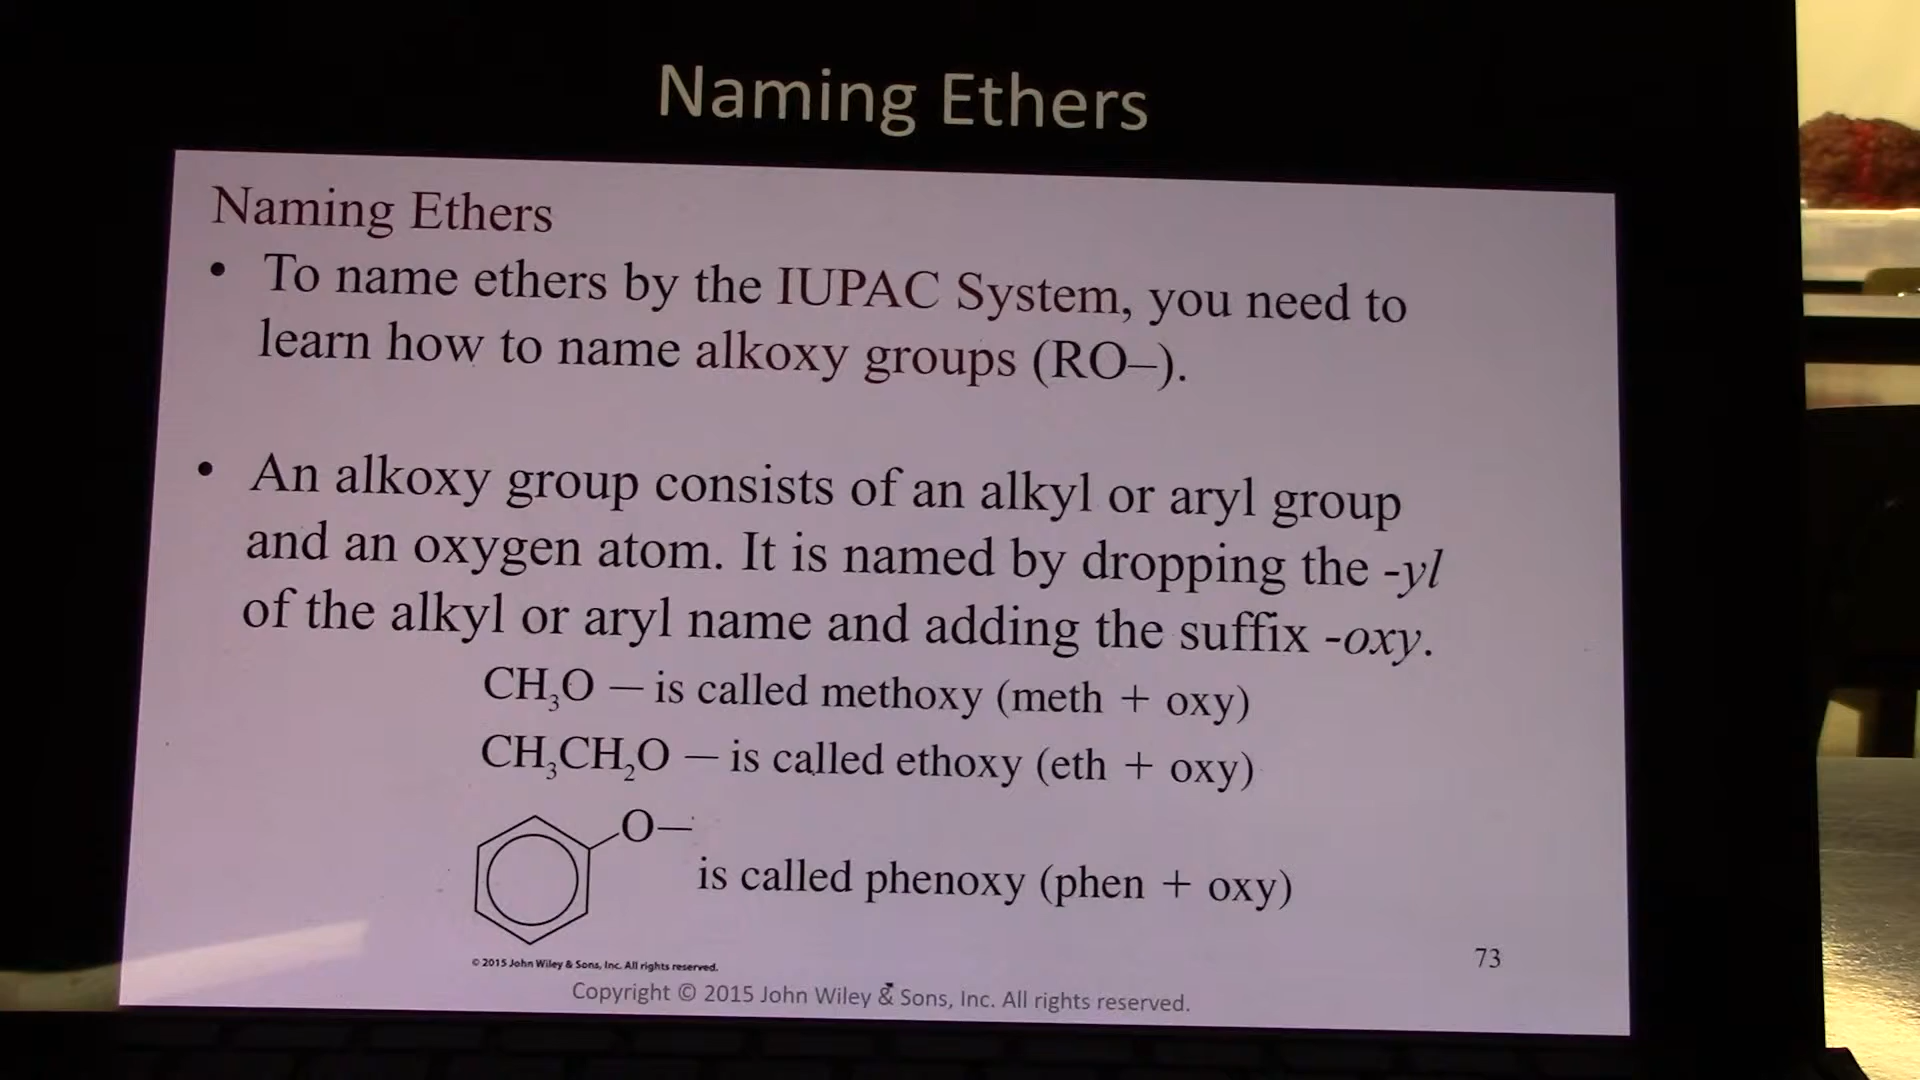 Naming Ethers
Naming Ethers
• To name ethers by the IUPAC System, you need to
learn how to name alkoxy groups (RO–).
• An alkoxy group consists of an alkyl or aryl group
and an oxygen atom. It is named by dropping the -yl
of the alkyl or aryl name and adding the suffix -oxy.
CH₃O — is called methoxy (meth + oxy)
CH₃CH₂O — is called ethoxy (eth + oxy)
O—
is called phenoxy (phen + oxy)
© 2015 John Wiley & Sons, Inc. All rights reserved.
73
Copyright © 2015 John Wiley & Sons, Inc. All rights reserved.